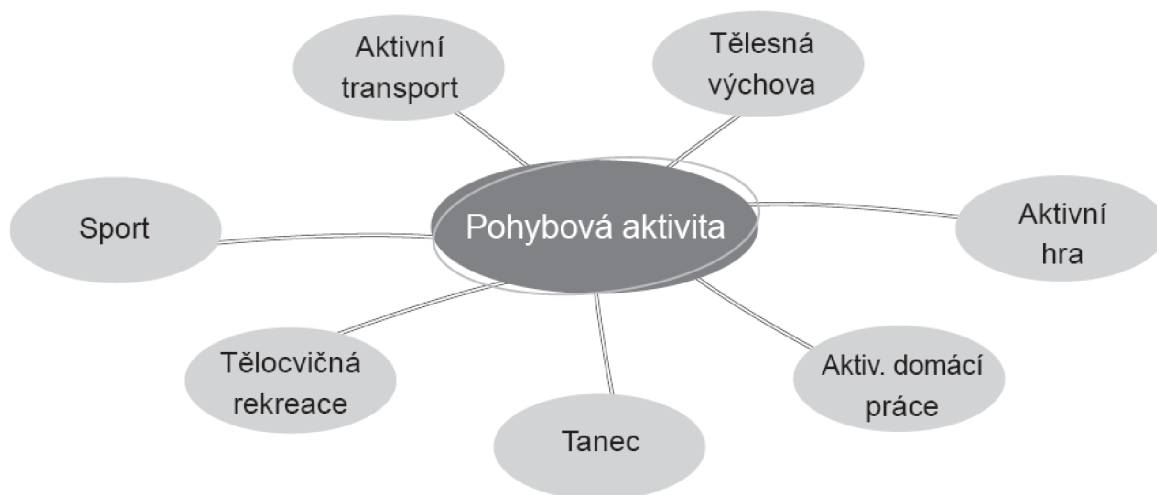 Aktivní
transport
Tělesná
výchova
Sport
Pohybová aktivita
Aktivní
hra
Tělocvičná
rekreace
Tanec
Aktiv. domácí
práce